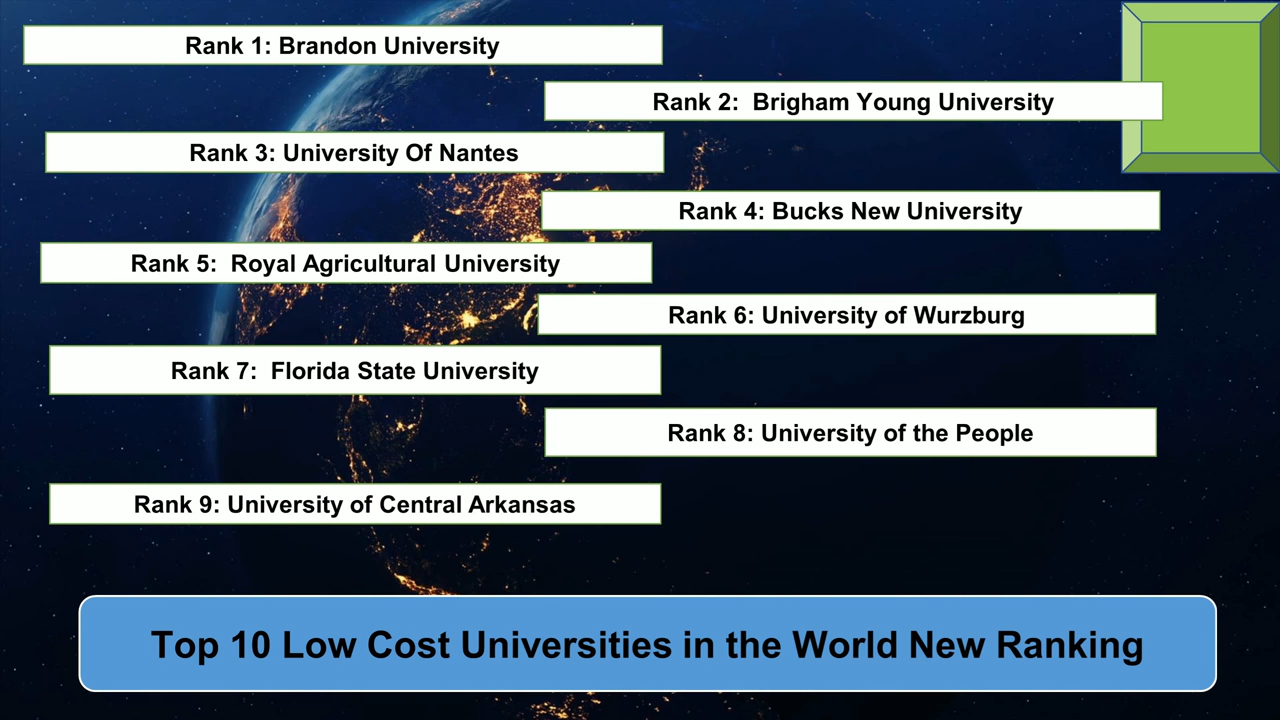 Rank 1: Brandon University
Rank 2:  Brigham Young University
Rank 3: University Of Nantes
Rank 4: Bucks New University
Rank 5:  Royal Agricultural University
Rank 6: University of Wurzburg
Rank 7:  Florida State University
Rank 8: University of the People
Rank 9: University of Central Arkansas
Top 10 Low Cost Universities in the World New Ranking